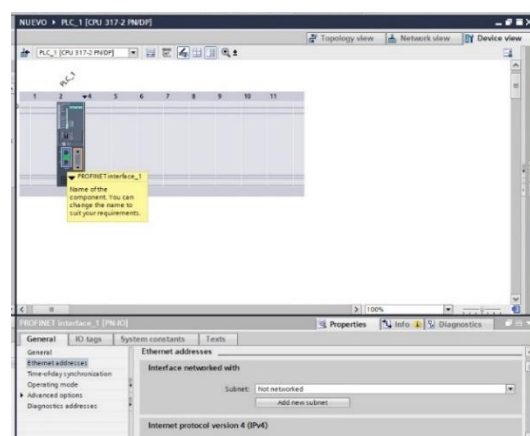 NUEVO ▸ PLC_1 [CPU 317-2 PN/DP]
Topology view Network view Device view
PLC_1 [CPU 317-2 PN/DP]
PLC_1
1 2 4 5 6 7 8 9 10 11
PROFINET interface_1
Name of the
component. You can
change the name to
suit your requirements.
100%
PROFINET interface_1 [PN-IO]
Properties Info Diagnostics
General IO tags System constants Texts
General
Ethernet addresses
Time-of-day synchronization
Operating mode
Advanced options
Diagnostics addresses
Ethernet addresses
Interface networked with
Subnet: Not networked
Add new subnet
Internet protocol version 4 (IPv4)